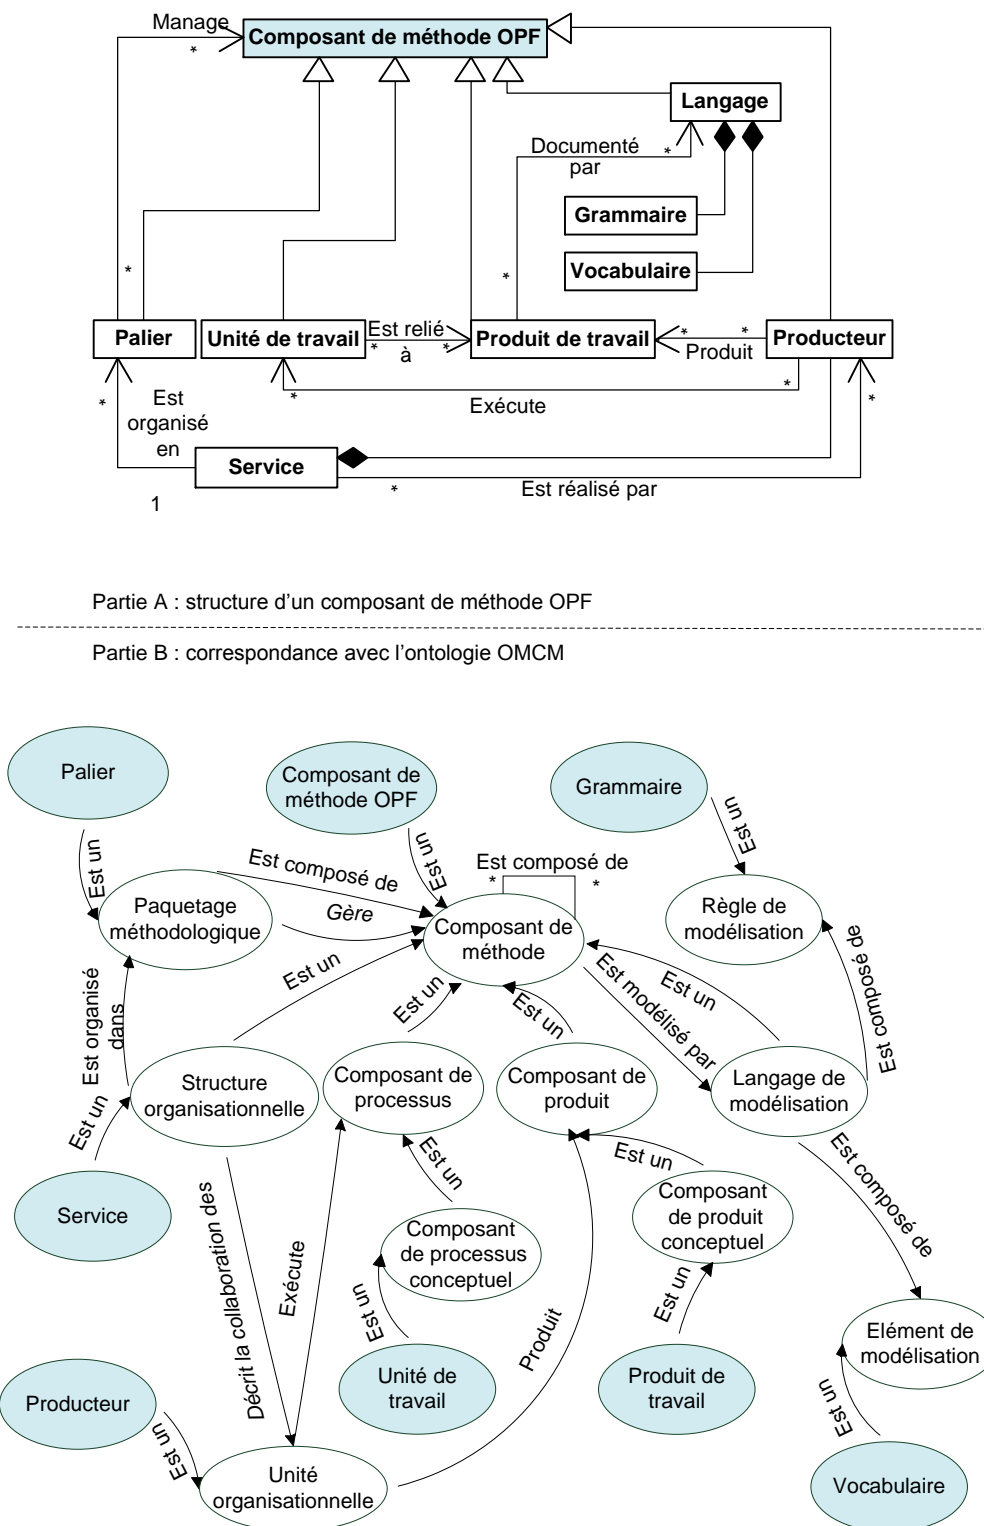 Manage
*
Composant de méthode OPF
Langage
Documenté
par
*
Grammaire
Vocabulaire
*
*
Palier
Unité de travail
Est relié
à
*
*
Produit de travail
*
*
Produit
Producteur
*
Est
organisé
en
*
Exécute
*
*
Service
1
*
Est réalisé par
Partie A : structure d'un composant de méthode OPF
Partie B : correspondance avec l'ontologie OMCM
Palier
Composant de
méthode OPF
Grammaire
Est un
Est un
Est un
Est composé de
Est composé de
*
*
Gère
Paquetage
méthodologique
Composant de
méthode
Règle de
modélisation
Est organisé
dans
Est un
Est un
Est un
Est modélisé par
Est un
Est composé de
Structure
organisationnelle
Composant de
processus
Composant de
produit
Langage de
modélisation
Est un
Est un
Est un
Est composé de
Service
Composant
de processus
conceptuel
Composant
de produit
conceptuel
Décrit la collaboration des
Exécute
Est un
Produit
Est un
Elément de
modélisation
Unité de
travail
Produit de
travail
Producteur
Est un
Est un
Unité
organisationnelle
Vocabulaire